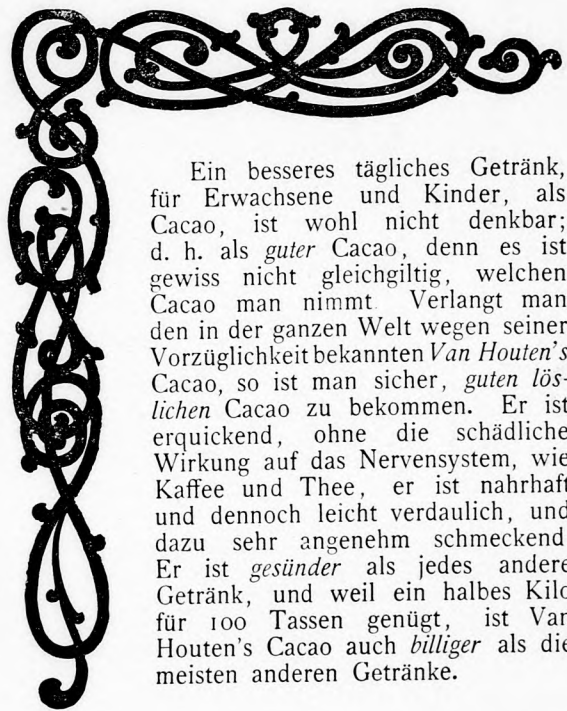 Ein besseres tägliches Getränk,
für Erwachsene und Kinder, als
Cacao, ist wohl nicht denkbar;
d. h. als guter Cacao, denn es ist
gewiss nicht gleichgiltig, welchen
Cacao man nimmt Verlangt man
den in der ganzen Welt wegen seiner
Vorzüglichkeit bekannten Van Houten's
Cacao, so ist man sicher, guten lös-
lichen Cacao zu bekommen. Er ist
erquickend, ohne die schädliche
Wirkung auf das Nervensystem, wie
Kaffee und Thee, er ist nahrhaft
und dennoch leicht verdaulich, und
dazu sehr angenehm schmeckend
Er ist gesünder als jedes andere
Getränk, und weil ein halbes Kilo
für 100 Tassen genügt, ist Van
Houten's Cacao auch billiger als die
meisten anderen Getränke.